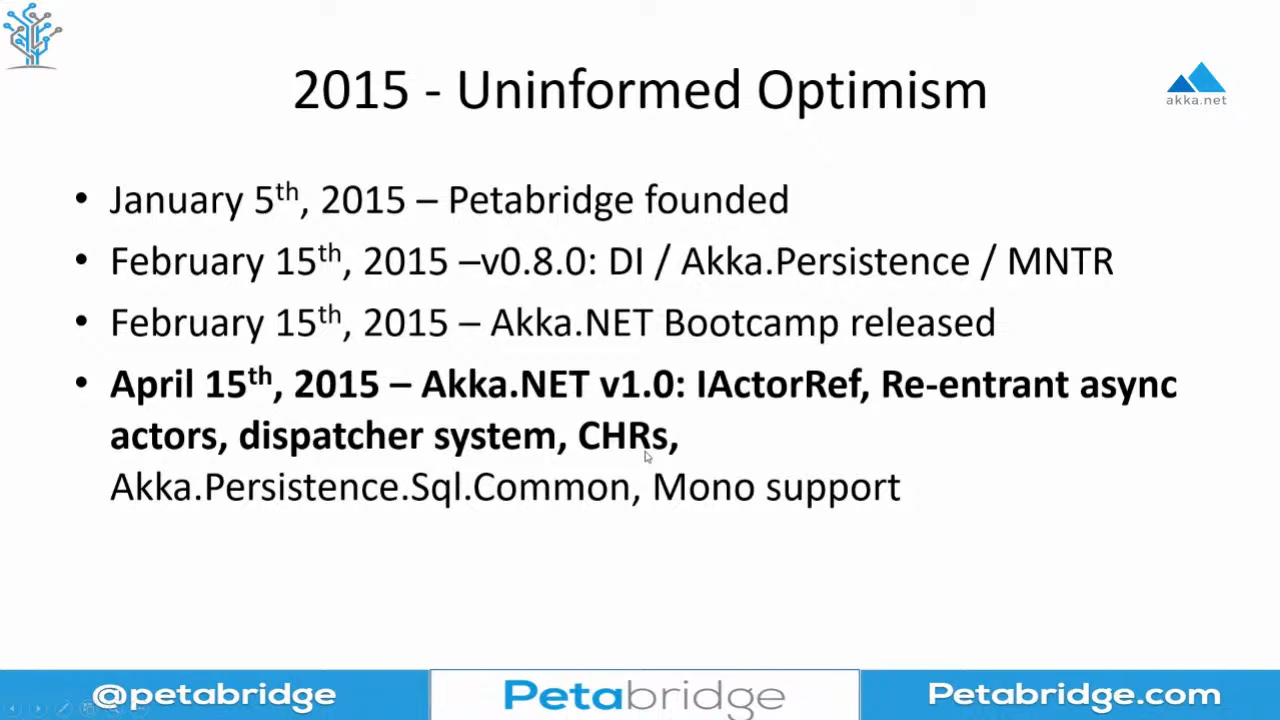 2015 - Uninformed Optimism
akka.net
• January 5th, 2015 – Petabridge founded
• February 15th, 2015 –v0.8.0: DI / Akka.Persistence / MNTR
• February 15th, 2015 – Akka.NET Bootcamp released
• April 15th, 2015 – Akka.NET v1.0: IActorRef, Re-entrant async
actors, dispatcher system, CHRs,
Akka.Persistence.Sql.Common, Mono support
@petabridge
Petabridge
Petabridge.com